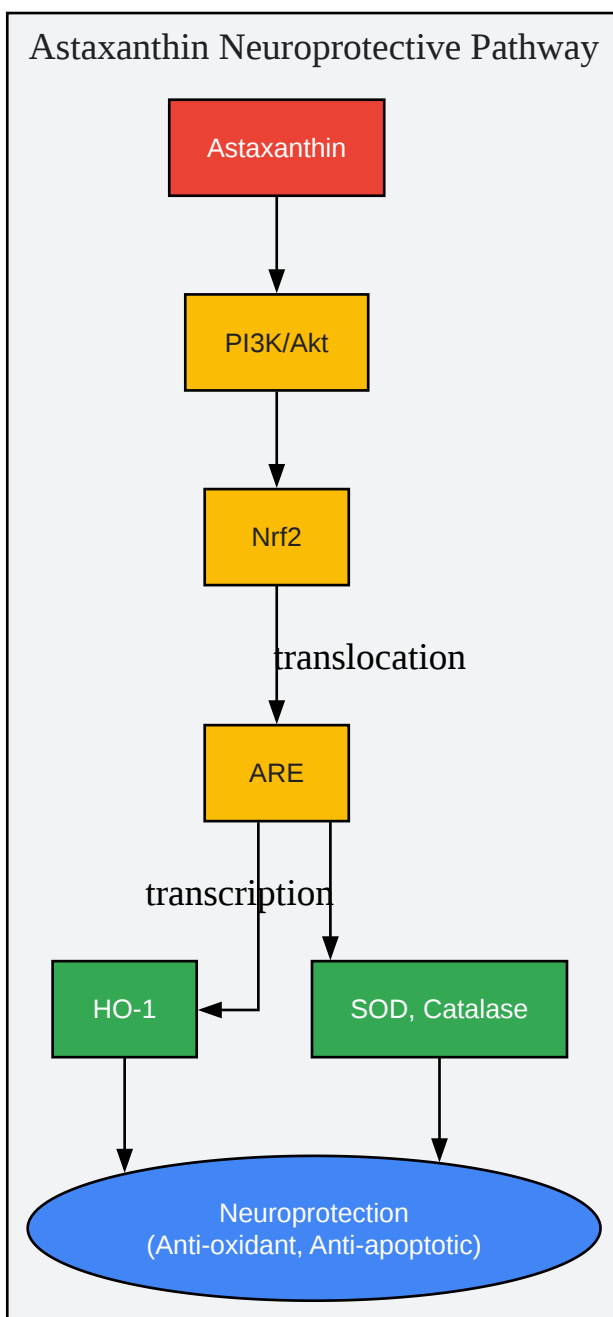 Astaxanthin Neuroprotective Pathway
Astaxanthin
PI3K/Akt
Nrf2
translocation
ARE
transcription
HO-1
SOD, Catalase
Neuroprotection
(Anti-oxidant, Anti-apoptotic)